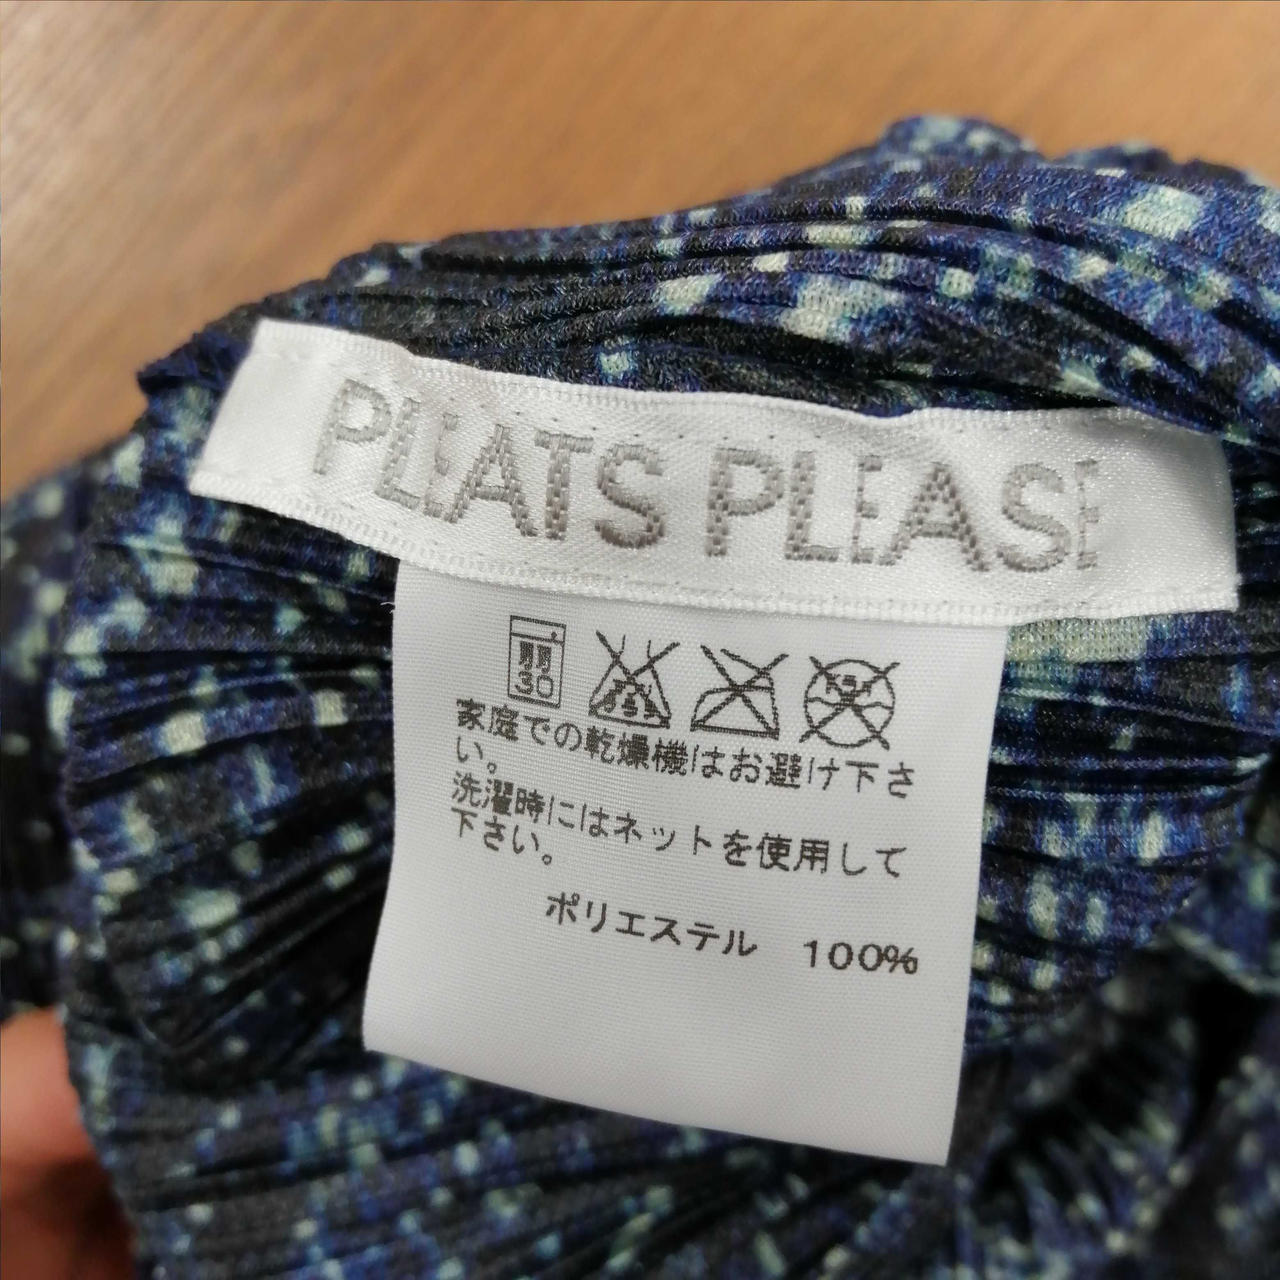 PLEATS PLEASE
弱
30
家庭での乾燥機はお避け下さ
い。
洗濯時にはネットを使用して
下さい。
ポリエステル 100%